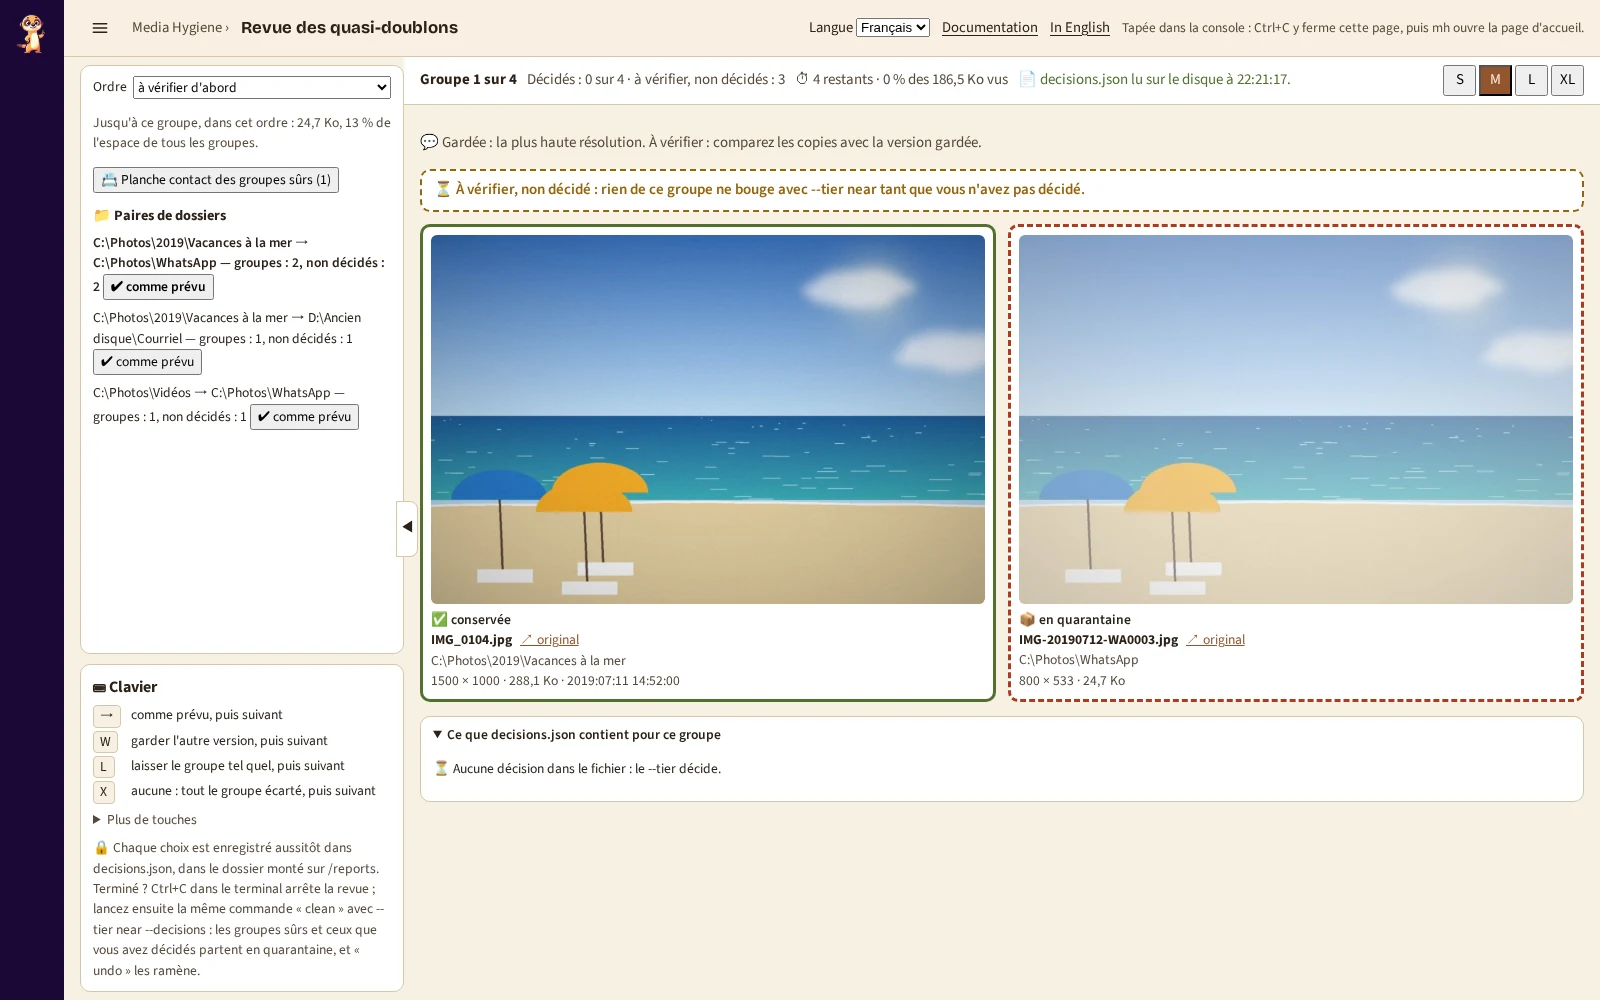 Media Hygiene › Revue des quasi-doublons
Langue Français Documentation In English Tapée dans la console : Ctrl+C y ferme cette page, puis mh ouvre la page d'accueil.
Ordre à vérifier d'abord
Jusqu'à ce groupe, dans cet ordre : 24,7 Ko, 13 % de
l'espace de tous les groupes.
Planche contact des groupes sûrs (1)
Paires de dossiers
C:\Photos\2019\Vacances à la mer →
C:\Photos\WhatsApp — groupes : 2, non décidés :
2 ✔ comme prévu
C:\Photos\2019\Vacances à la mer → D:\Ancien
disque\Courriel — groupes : 1, non décidés : 1
✔ comme prévu
C:\Photos\Vidéos → C:\Photos\WhatsApp —
groupes : 1, non décidés : 1 ✔ comme prévu
Clavier
→ comme prévu, puis suivant
W garder l'autre version, puis suivant
L laisser le groupe tel quel, puis suivant
X aucune : tout le groupe écarté, puis suivant
▶ Plus de touches
🔒 Chaque choix est enregistré aussitôt dans
decisions.json, dans le dossier monté sur /reports.
Terminé ? Ctrl+C dans le terminal arrête la revue ;
lancez ensuite la même commande « clean » avec --
tier near --decisions : les groupes sûrs et ceux que
vous avez décidés partent en quarantaine, et «
undo » les ramène.
Groupe 1 sur 4 Décidés : 0 sur 4 · à vérifier, non décidés : 3 ⏱ 4 restants · 0 % des 186,5 Ko vus 📄 decisions.json lu sur le disque à 22:21:17.
S M L XL
💬 Gardée : la plus haute résolution. À vérifier : comparez les copies avec la version gardée.
⏳ À vérifier, non décidé : rien de ce groupe ne bouge avec --tier near tant que vous n'avez pas décidé.
✅ conservée
IMG_0104.jpg ↗ original
C:\Photos\2019\Vacances à la mer
1500 × 1000 · 288,1 Ko · 2019:07:11 14:52:00
📦 en quarantaine
IMG-20190712-WA0003.jpg ↗ original
C:\Photos\WhatsApp
800 × 533 · 24,7 Ko
▼ Ce que decisions.json contient pour ce groupe
⏳ Aucune décision dans le fichier : le --tier décide.